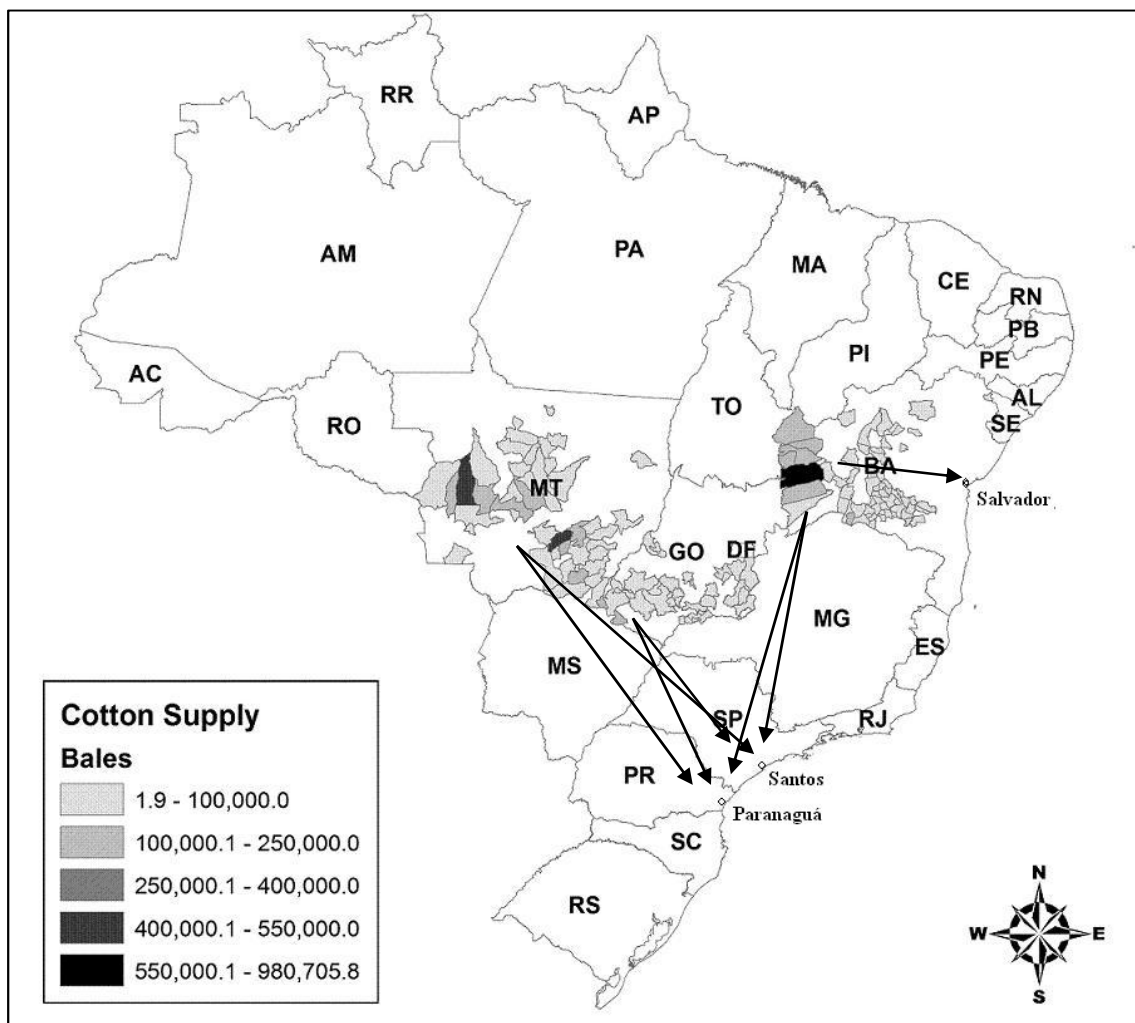 RR
AP
AM
PA
MA
CE
RN
PB
PE
PI
AL
SE
AC
RO
TO
BA
MT
Salvador
GO
DF
MG
ES
MS
SP
RJ
PR
Santos
Paranaguá
SC
RS
Cotton Supply
Bales
1.9 - 100,000.0
100,000.1 - 250,000.0
250,000.1 - 400,000.0
400,000.1 - 550,000.0
550,000.1 - 980,705.8
N
W E
S